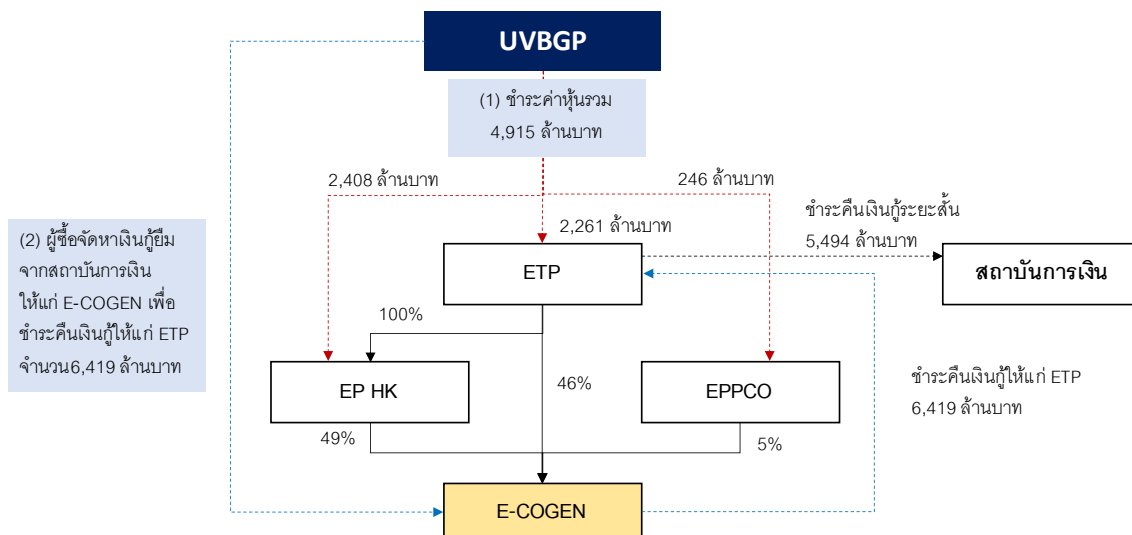 UVBGP
(1) ชำระค่าหุ้นรวม
4,915 ล้านบาท
2,408 ล้านบาท
246 ล้านบาท
2,261 ล้านบาท
ชำระคืนเงินกู้ระยะสั้น
5,494 ล้านบาท
(2) ผู้ซื้อจัดหาเงินกู้ยืม
จากสถาบันการเงิน
ให้แก่ E-COGEN เพื่อ
ชำระคืนเงินกู้ให้แก่ ETP
จำนวน6,419 ล้านบาท
ETP
สถาบันการเงิน
100%
EP HK
46%
EPPCO
ชำระคืนเงินกู้ให้แก่ ETP
6,419 ล้านบาท
49%
5%
E-COGEN